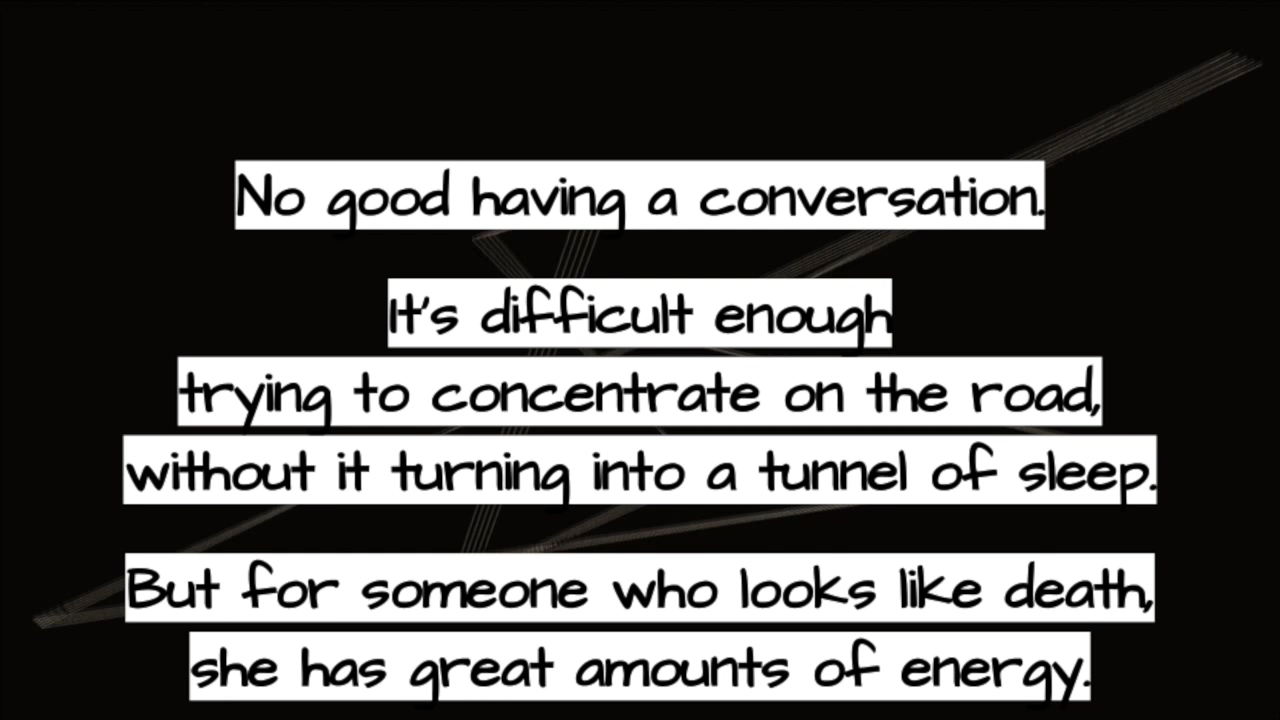 No good having a conversation.
It's difficult enough
trying to concentrate on the road,
without it turning into a tunnel of sleep.
But for someone who looks like death,
she has great amounts of energy.